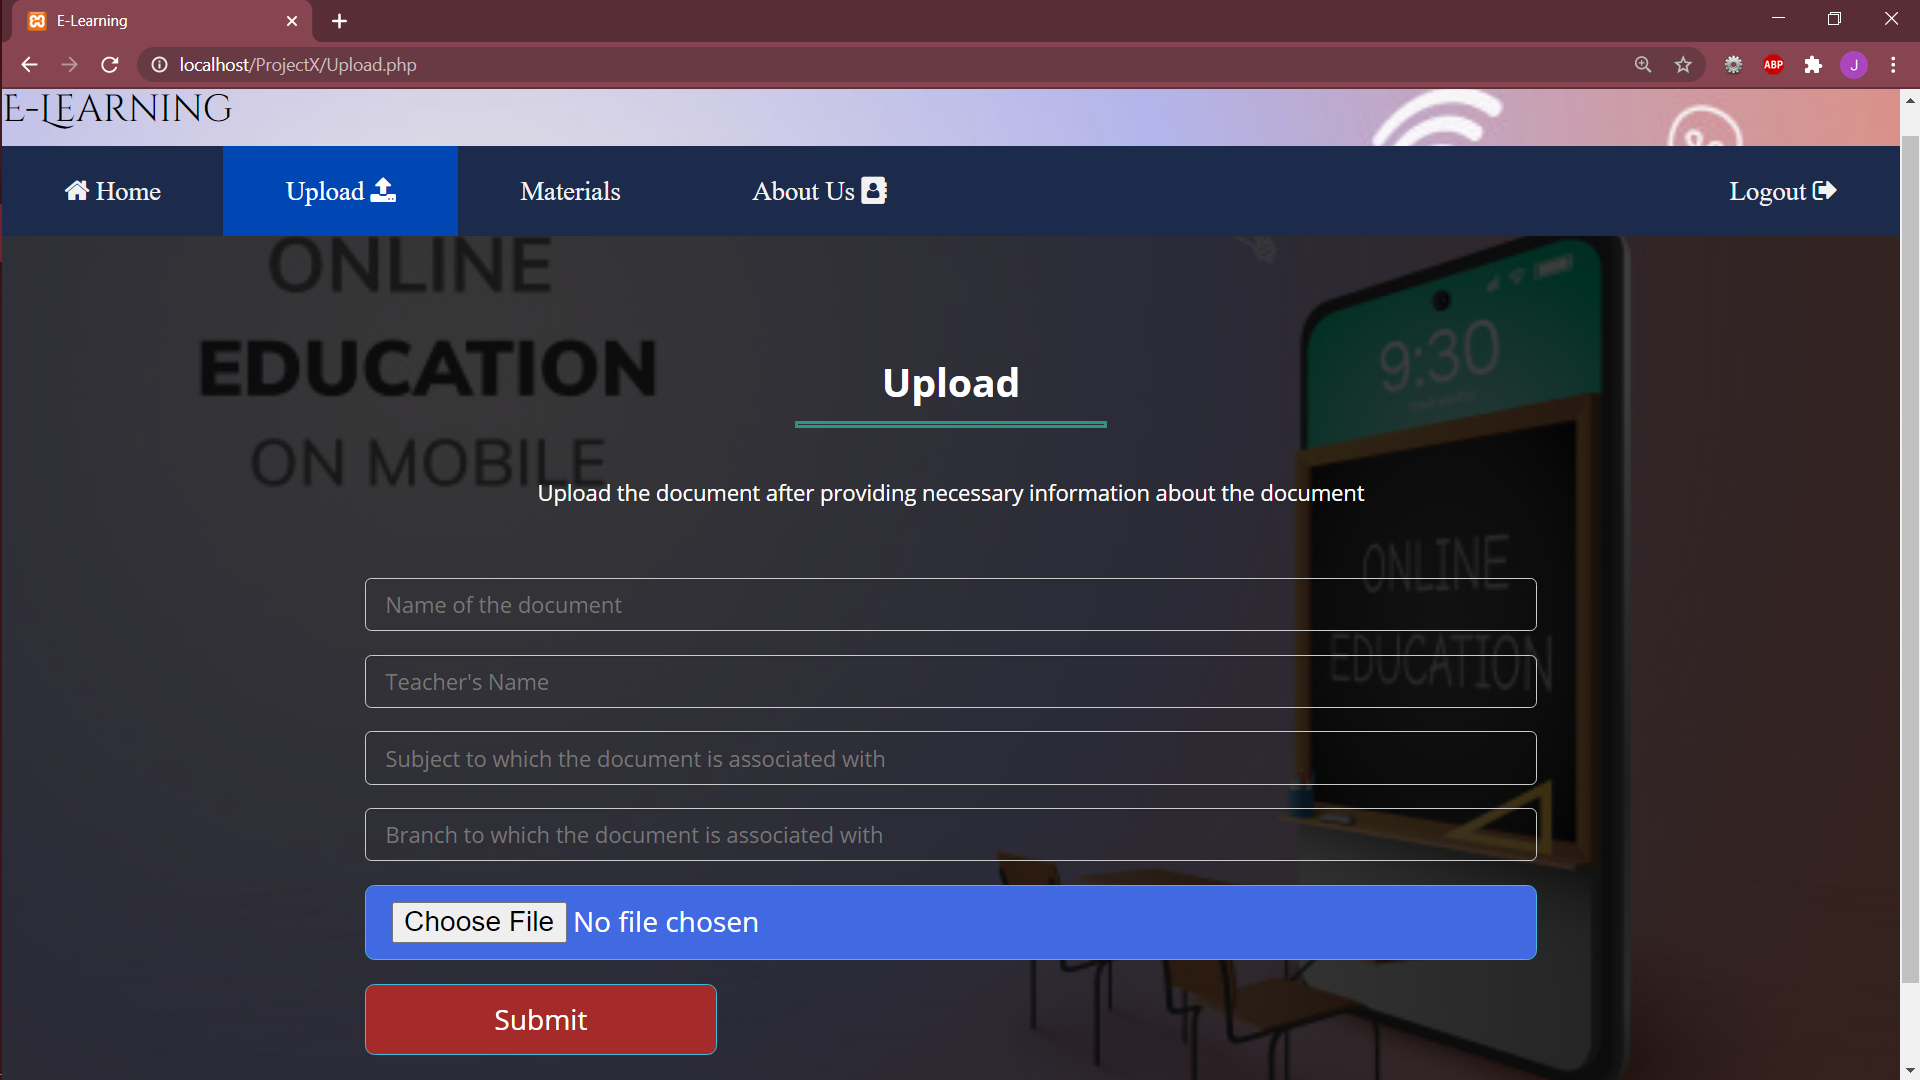 E-Learning
localhost/ProjectX/Upload.php
ABP
J
E-Learning
Home
Upload
Materials
About Us
Logout
ONLINE
EDUCATION
ON MOBILE
9:30
Upload
Upload the document after providing necessary information about the document
ONLINE
EDUCATION
Name of the document
Teacher's Name
Subject to which the document is associated with
Branch to which the document is associated with
Choose File No file chosen
Submit